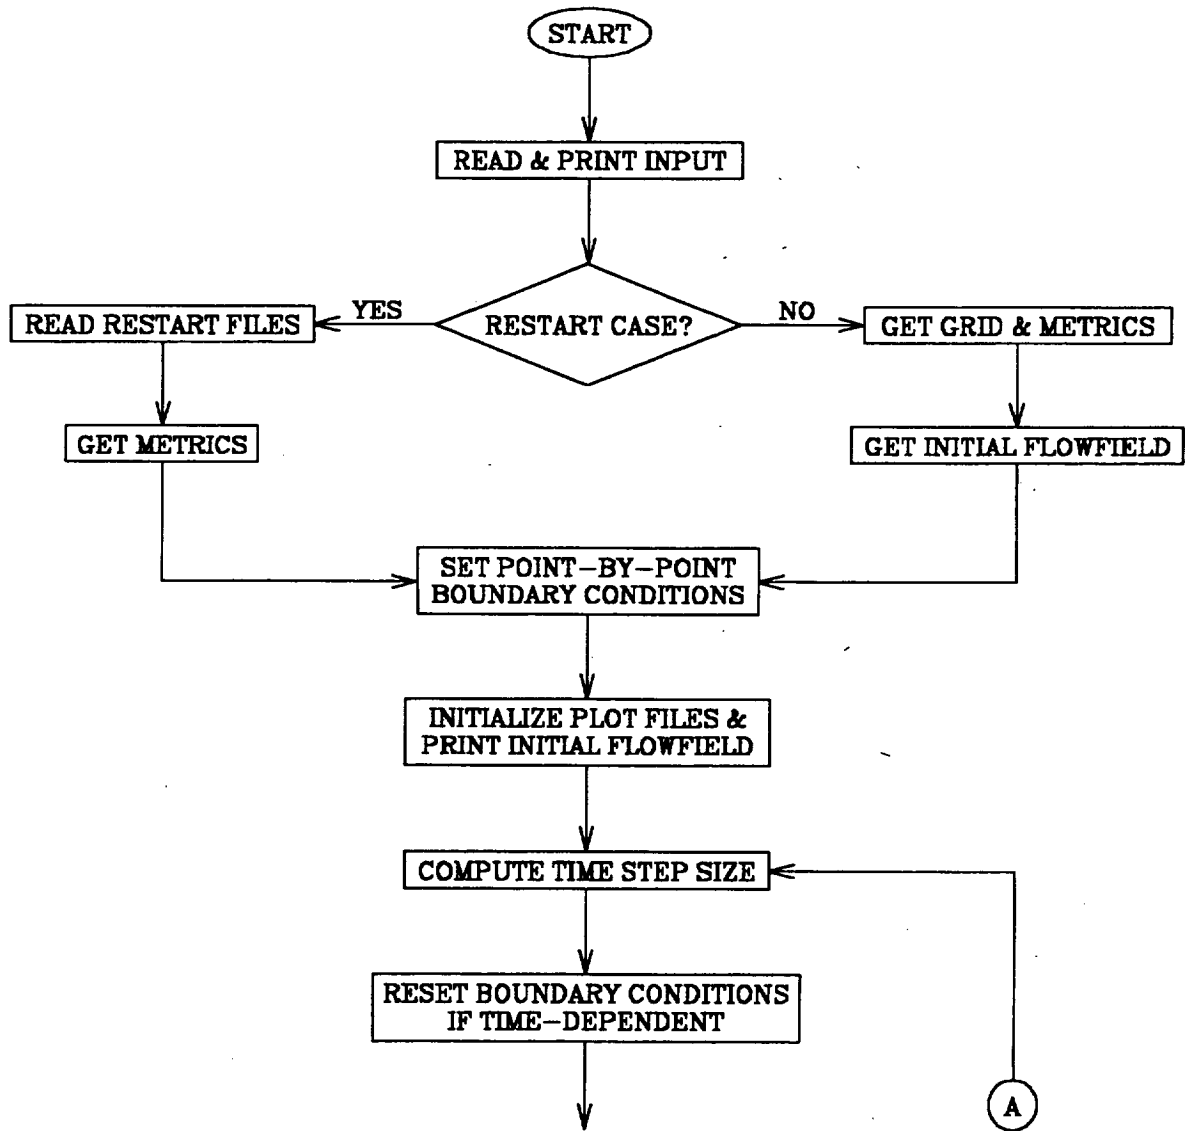 START
READ & PRINT INPUT
YES
NO
READ RESTART FILES
RESTART CASE?
GET GRID & METRICS
GET METRICS
GET INITIAL FLOWFIELD
SET POINT-BY-POINT
BOUNDARY CONDITIONS
INITIALIZE PLOT FILES &
PRINT INITIAL FLOWFIELD
COMPUTE TIME STEP SIZE
RESET BOUNDARY CONDITIONS
IF TIME-DEPENDENT
A